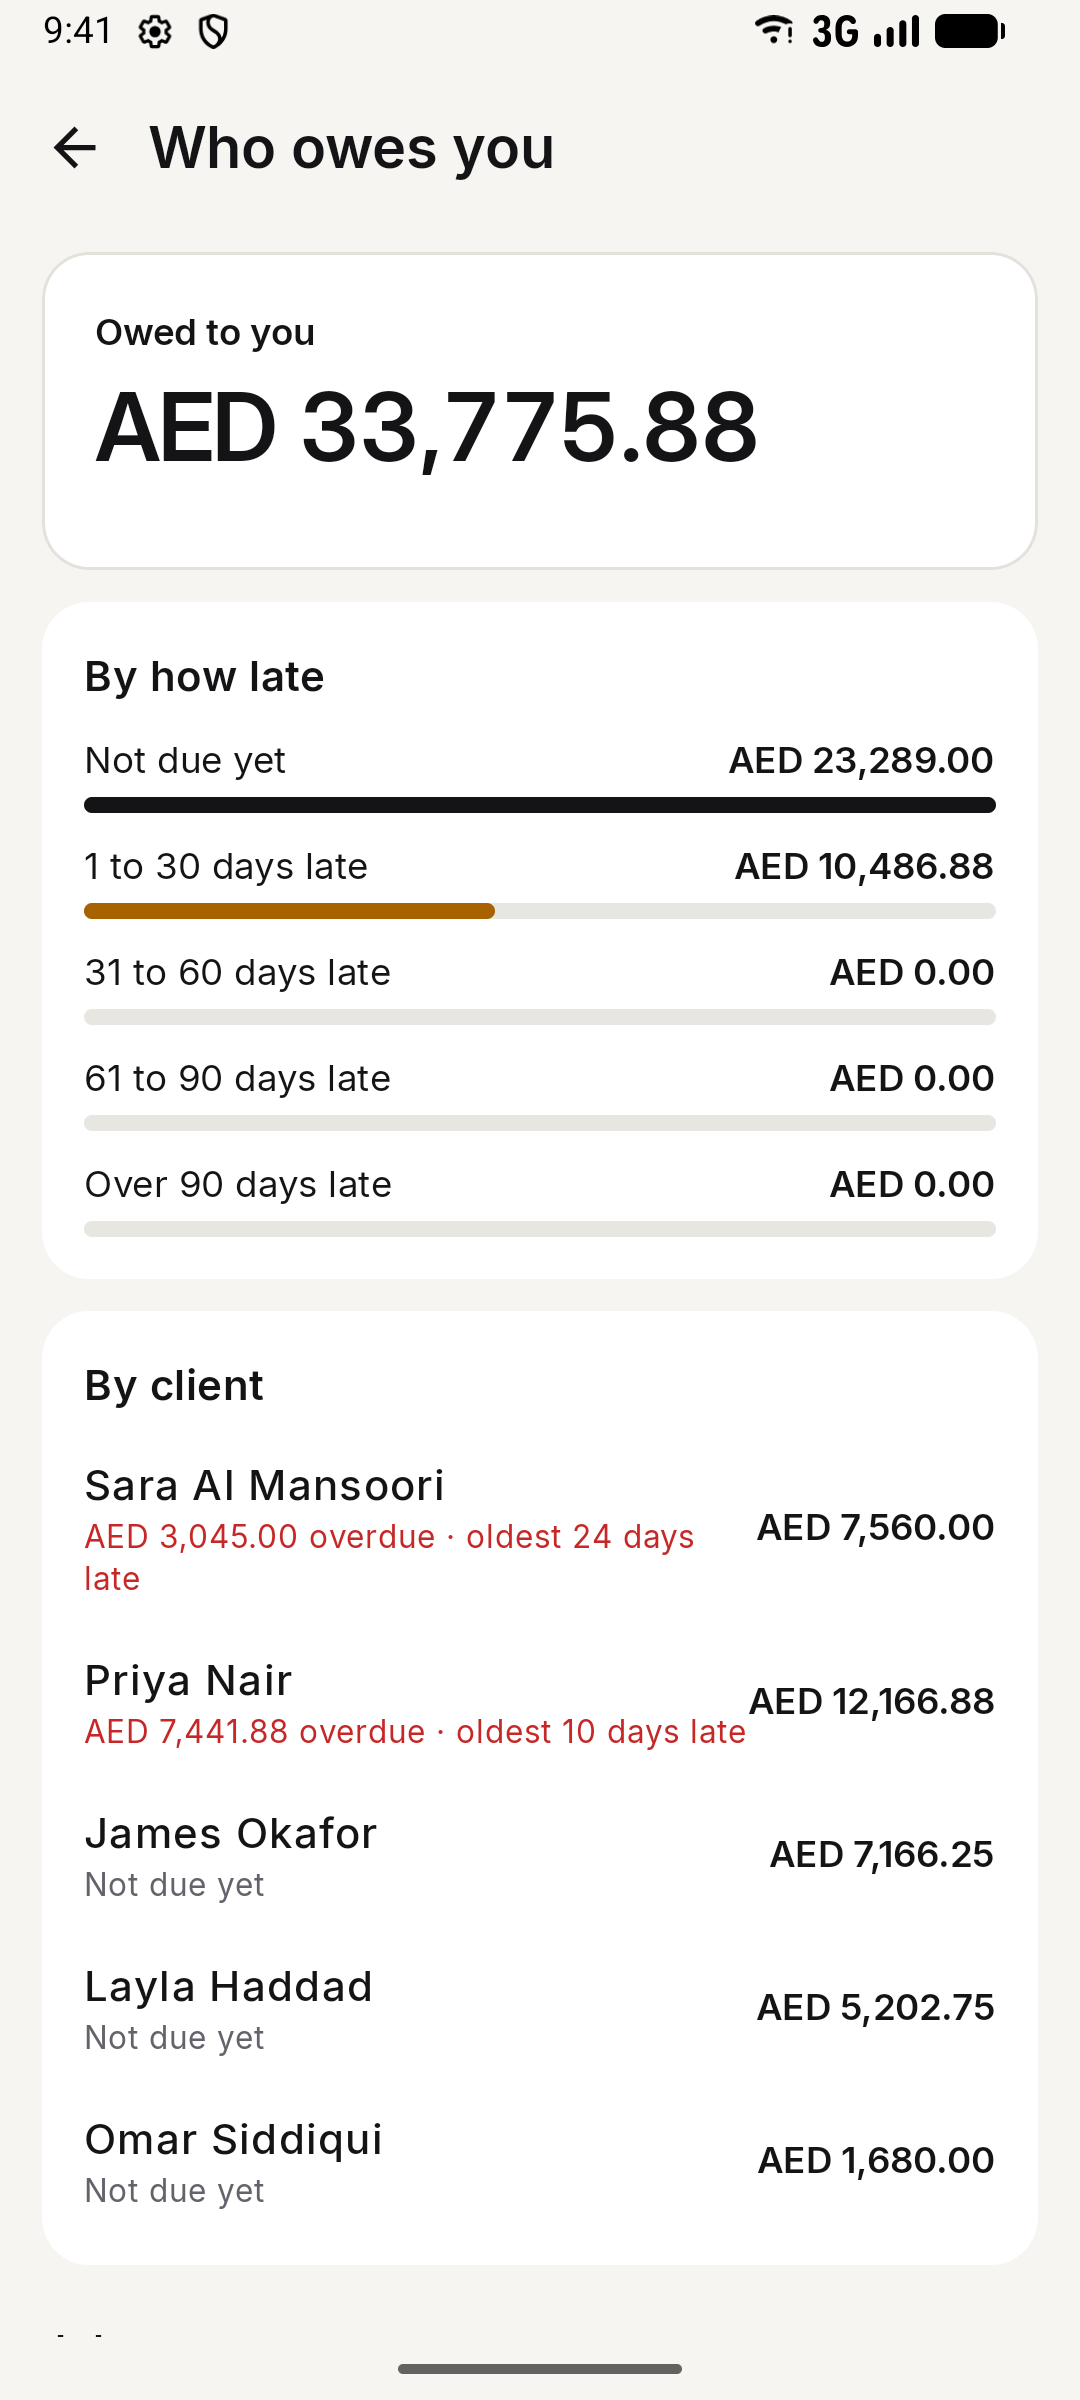 9:41
3G
Who owes you
Owed to you
AED 33,775.88
By how late
Not due yet AED 23,289.00
1 to 30 days late AED 10,486.88
31 to 60 days late AED 0.00
61 to 90 days late AED 0.00
Over 90 days late AED 0.00
By client
Sara Al Mansoori
AED 3,045.00 overdue · oldest 24 days
late
AED 7,560.00
Priya Nair
AED 7,441.88 overdue · oldest 10 days late
AED 12,166.88
James Okafor
Not due yet
AED 7,166.25
Layla Haddad
Not due yet
AED 5,202.75
Omar Siddiqui
Not due yet
AED 1,680.00